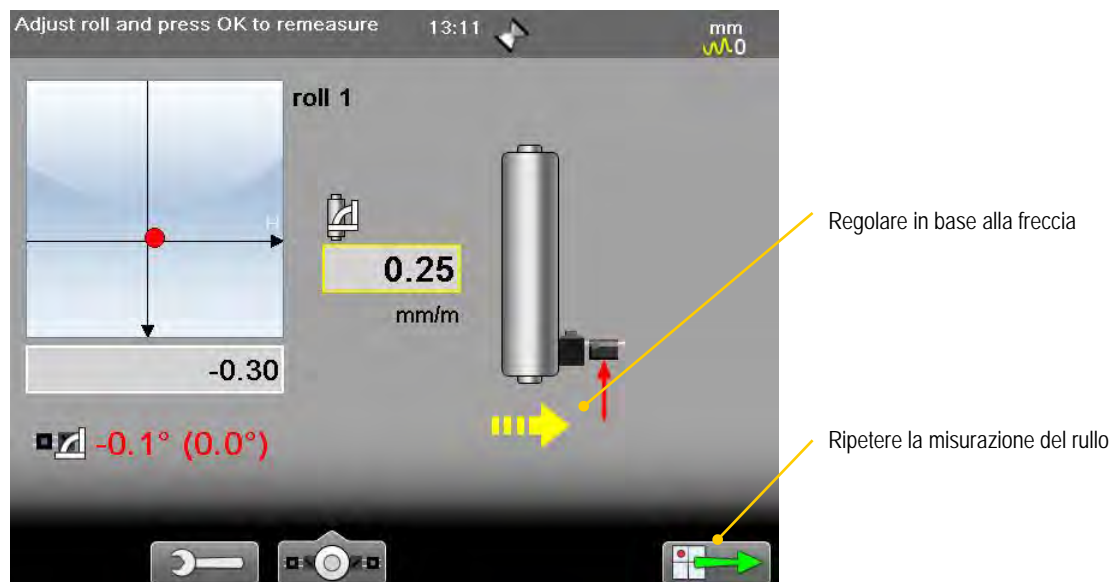 Adjust roll and press OK to remeasure 13:11 mm
0
roll 1
H
0.25
mm/m
-0.30
-0.1° (0.0°)
Regolare in base alla freccia
Ripetere la misurazione del rullo